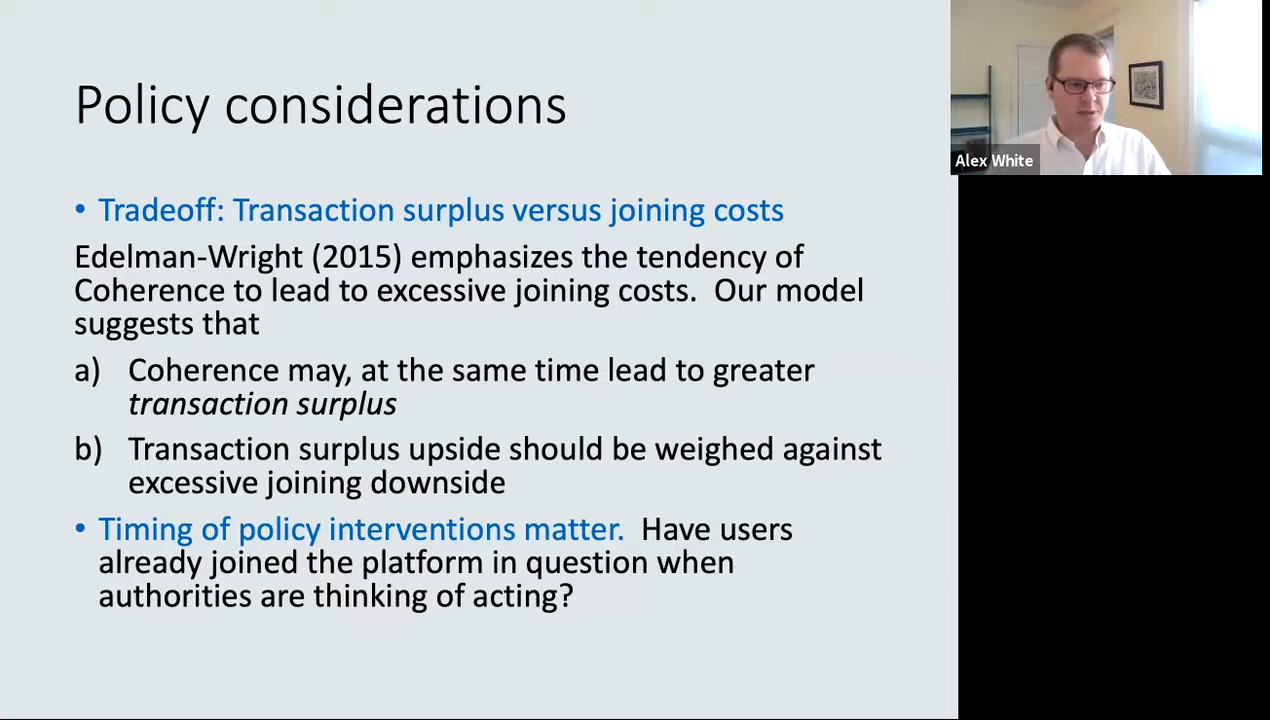 Policy considerations
Alex White
• Tradeoff: Transaction surplus versus joining costs
Edelman-Wright (2015) emphasizes the tendency of
Coherence to lead to excessive joining costs.  Our model
suggests that
a) Coherence may, at the same time lead to greater
transaction surplus
b) Transaction surplus upside should be weighed against
excessive joining downside
• Timing of policy interventions matter.  Have users
already joined the platform in question when
authorities are thinking of acting?